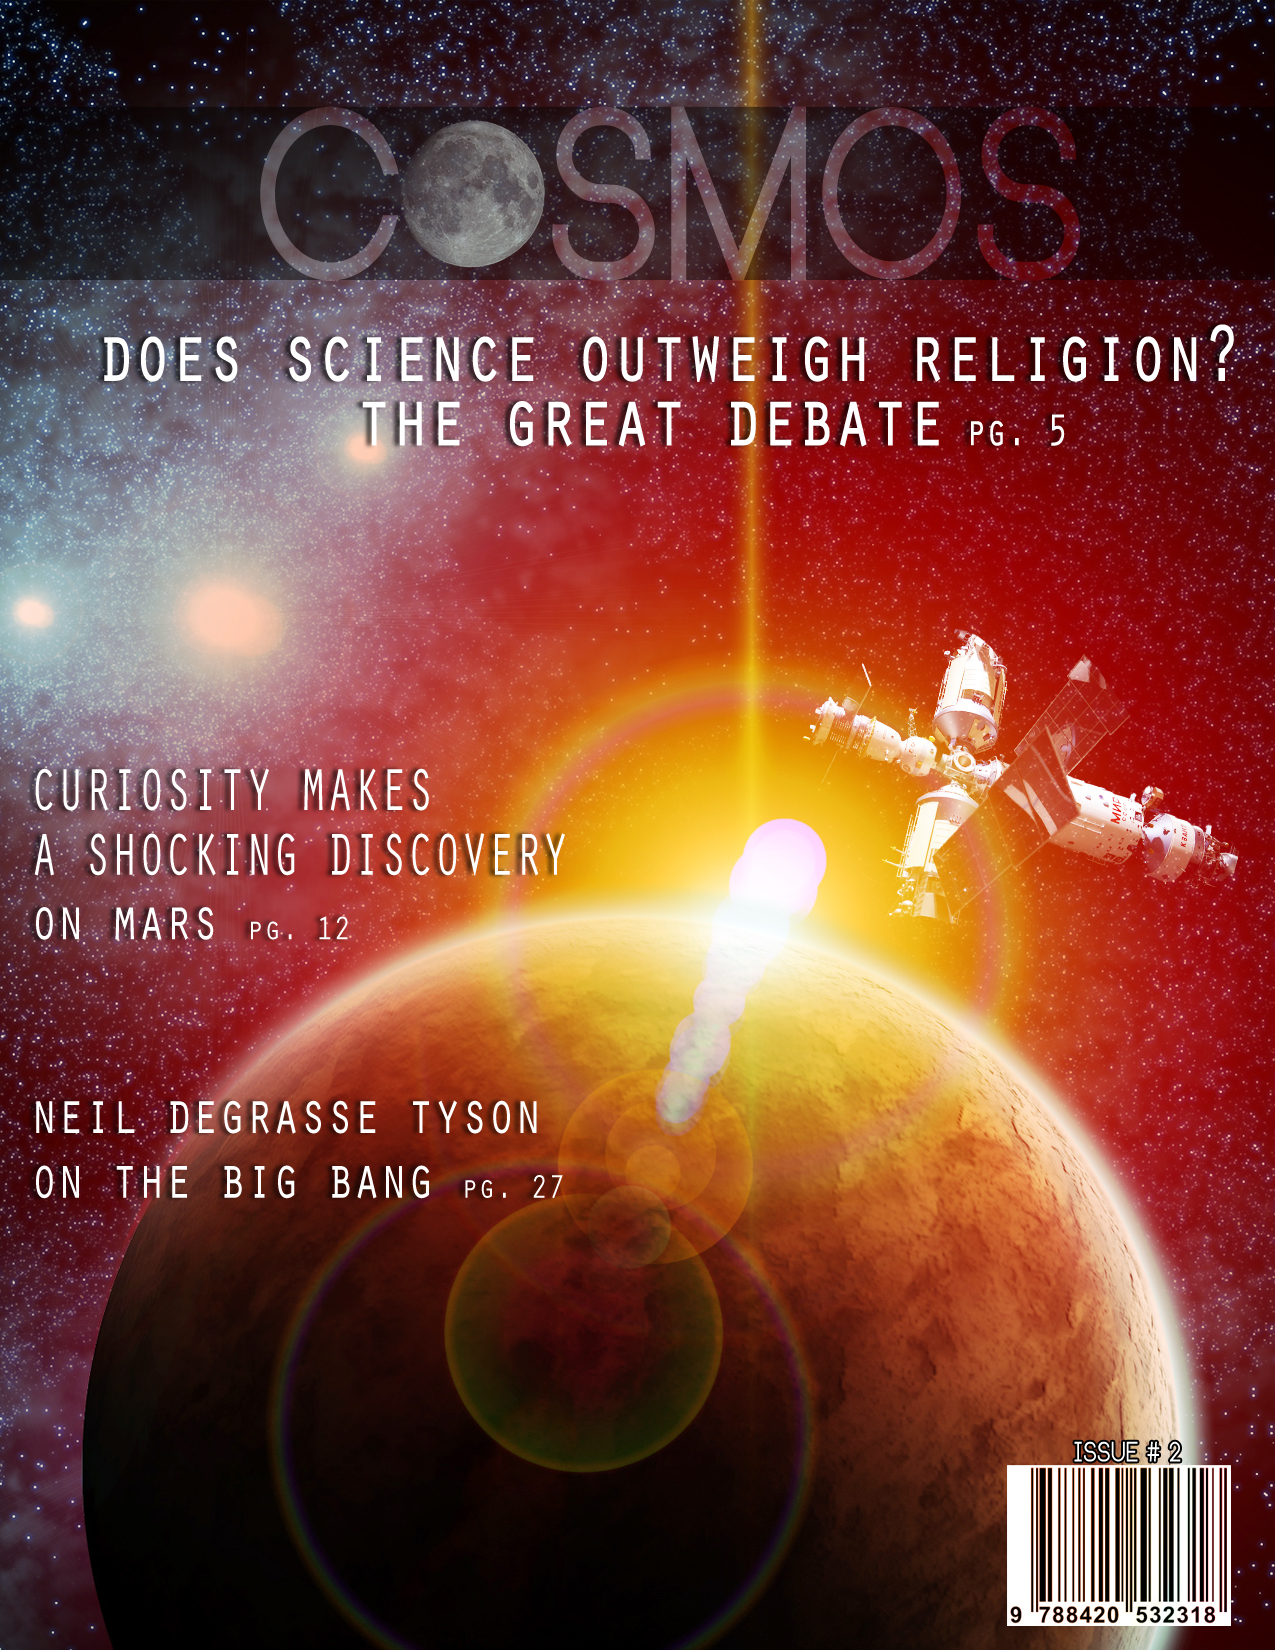 COSMOS
DOES SCIENCE OUTWEIGH RELIGION?
THE GREAT DEBATE PG. 5
CURIOSITY MAKES
A SHOCKING DISCOVERY
ON MARS PG. 12
NEIL DEGRASSE TYSON
ON THE BIG BANG PG. 27
МИР
ISSUE # 2
9 788420 532318